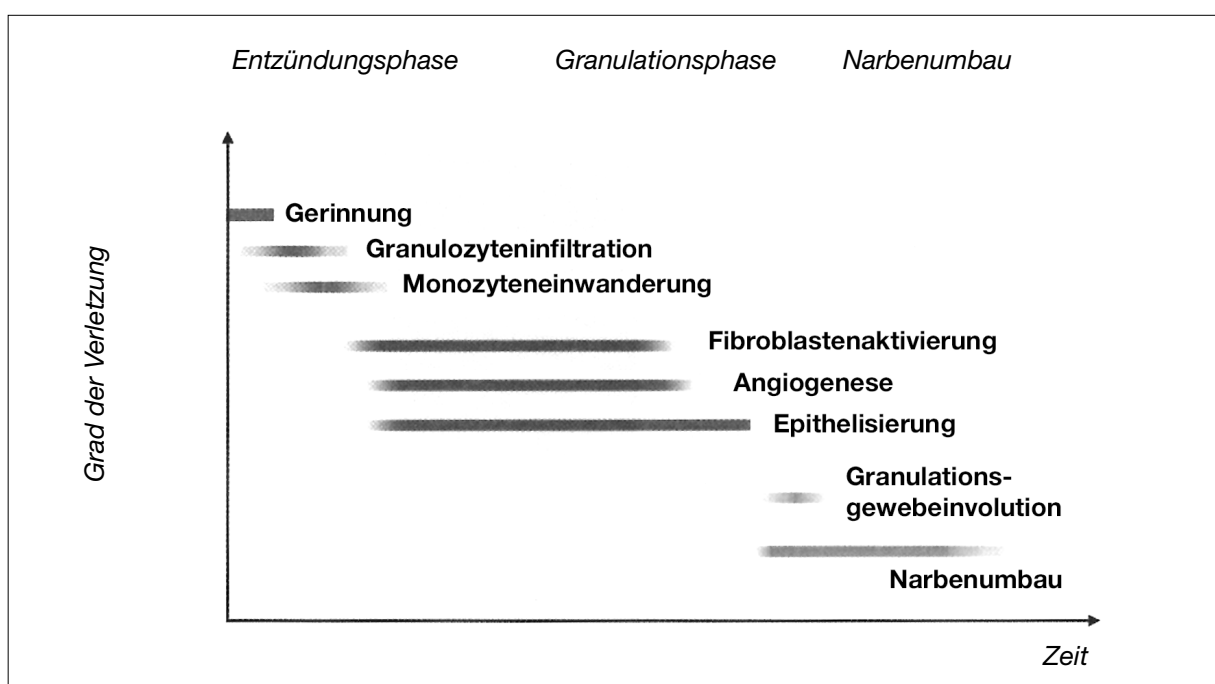 Entzündungsphase Granulationsphase Narbenumbau
Grad der Verletzung
Gerinnung
Granulozyteninfiltration
Monozyteneinwanderung
Fibroblastenaktivierung
Angiogenese
Epithelisierung
Granulations-
gewebeinvolution
Narbenumbau
Zeit